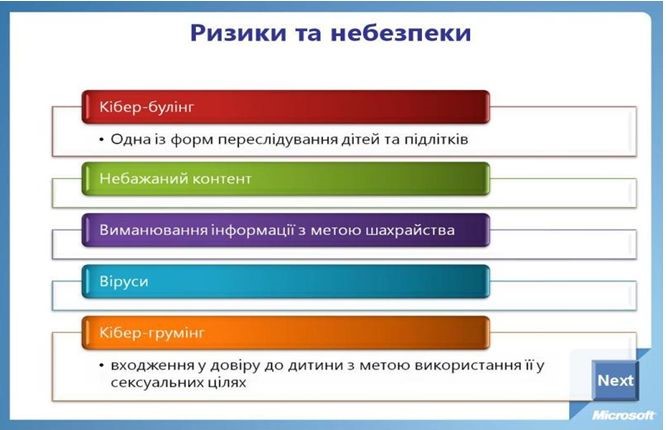 Ризики та небезпеки
Кібер-булінг
• Одна із форм переслідування дітей та підлітків
Небажаний контент
Виманювання інформації з метою шахрайства
Віруси
Кібер-грумінг
• входження у довіру до дитини з метою використання її у
сексуальних цілях
Next
Microsoft